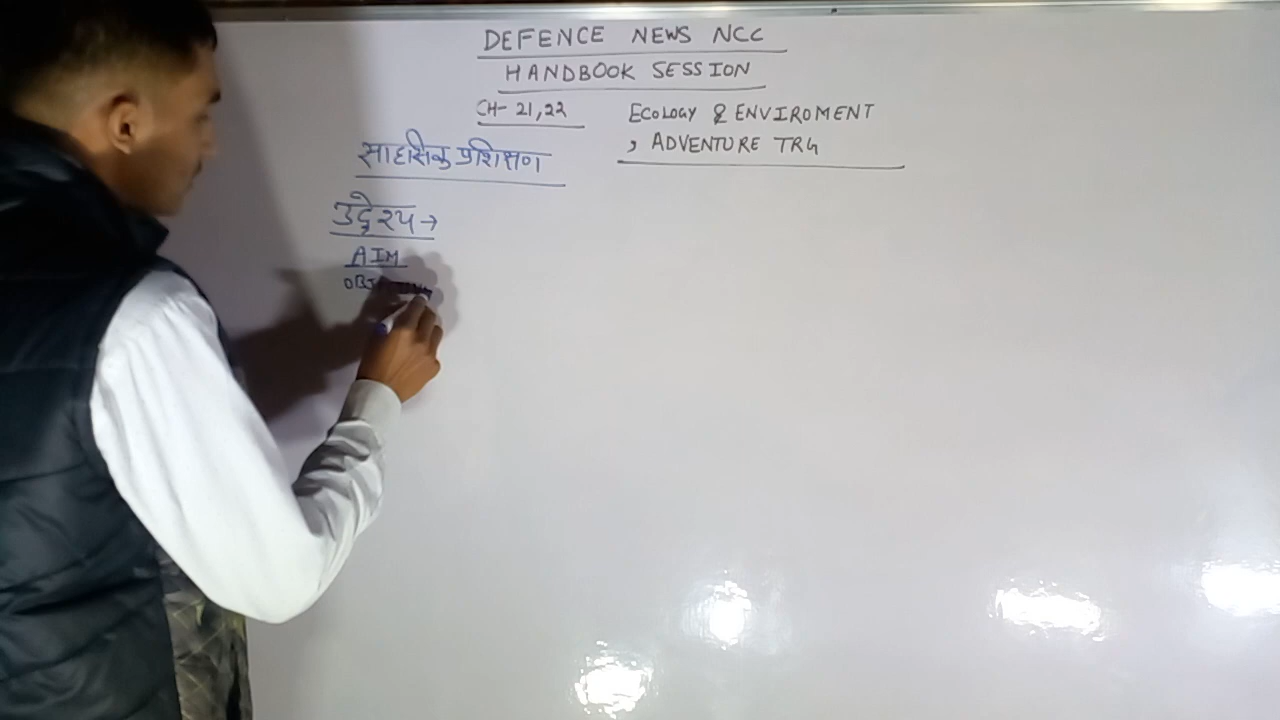 DEFENCE NEWS NCC
HANDBOOK SESSION
CH- 21,22 ECOLOGY & ENVIROMENT
, ADVENTURE TRG
साहसिक प्रशिक्षण
उद्देश्य →
AIM